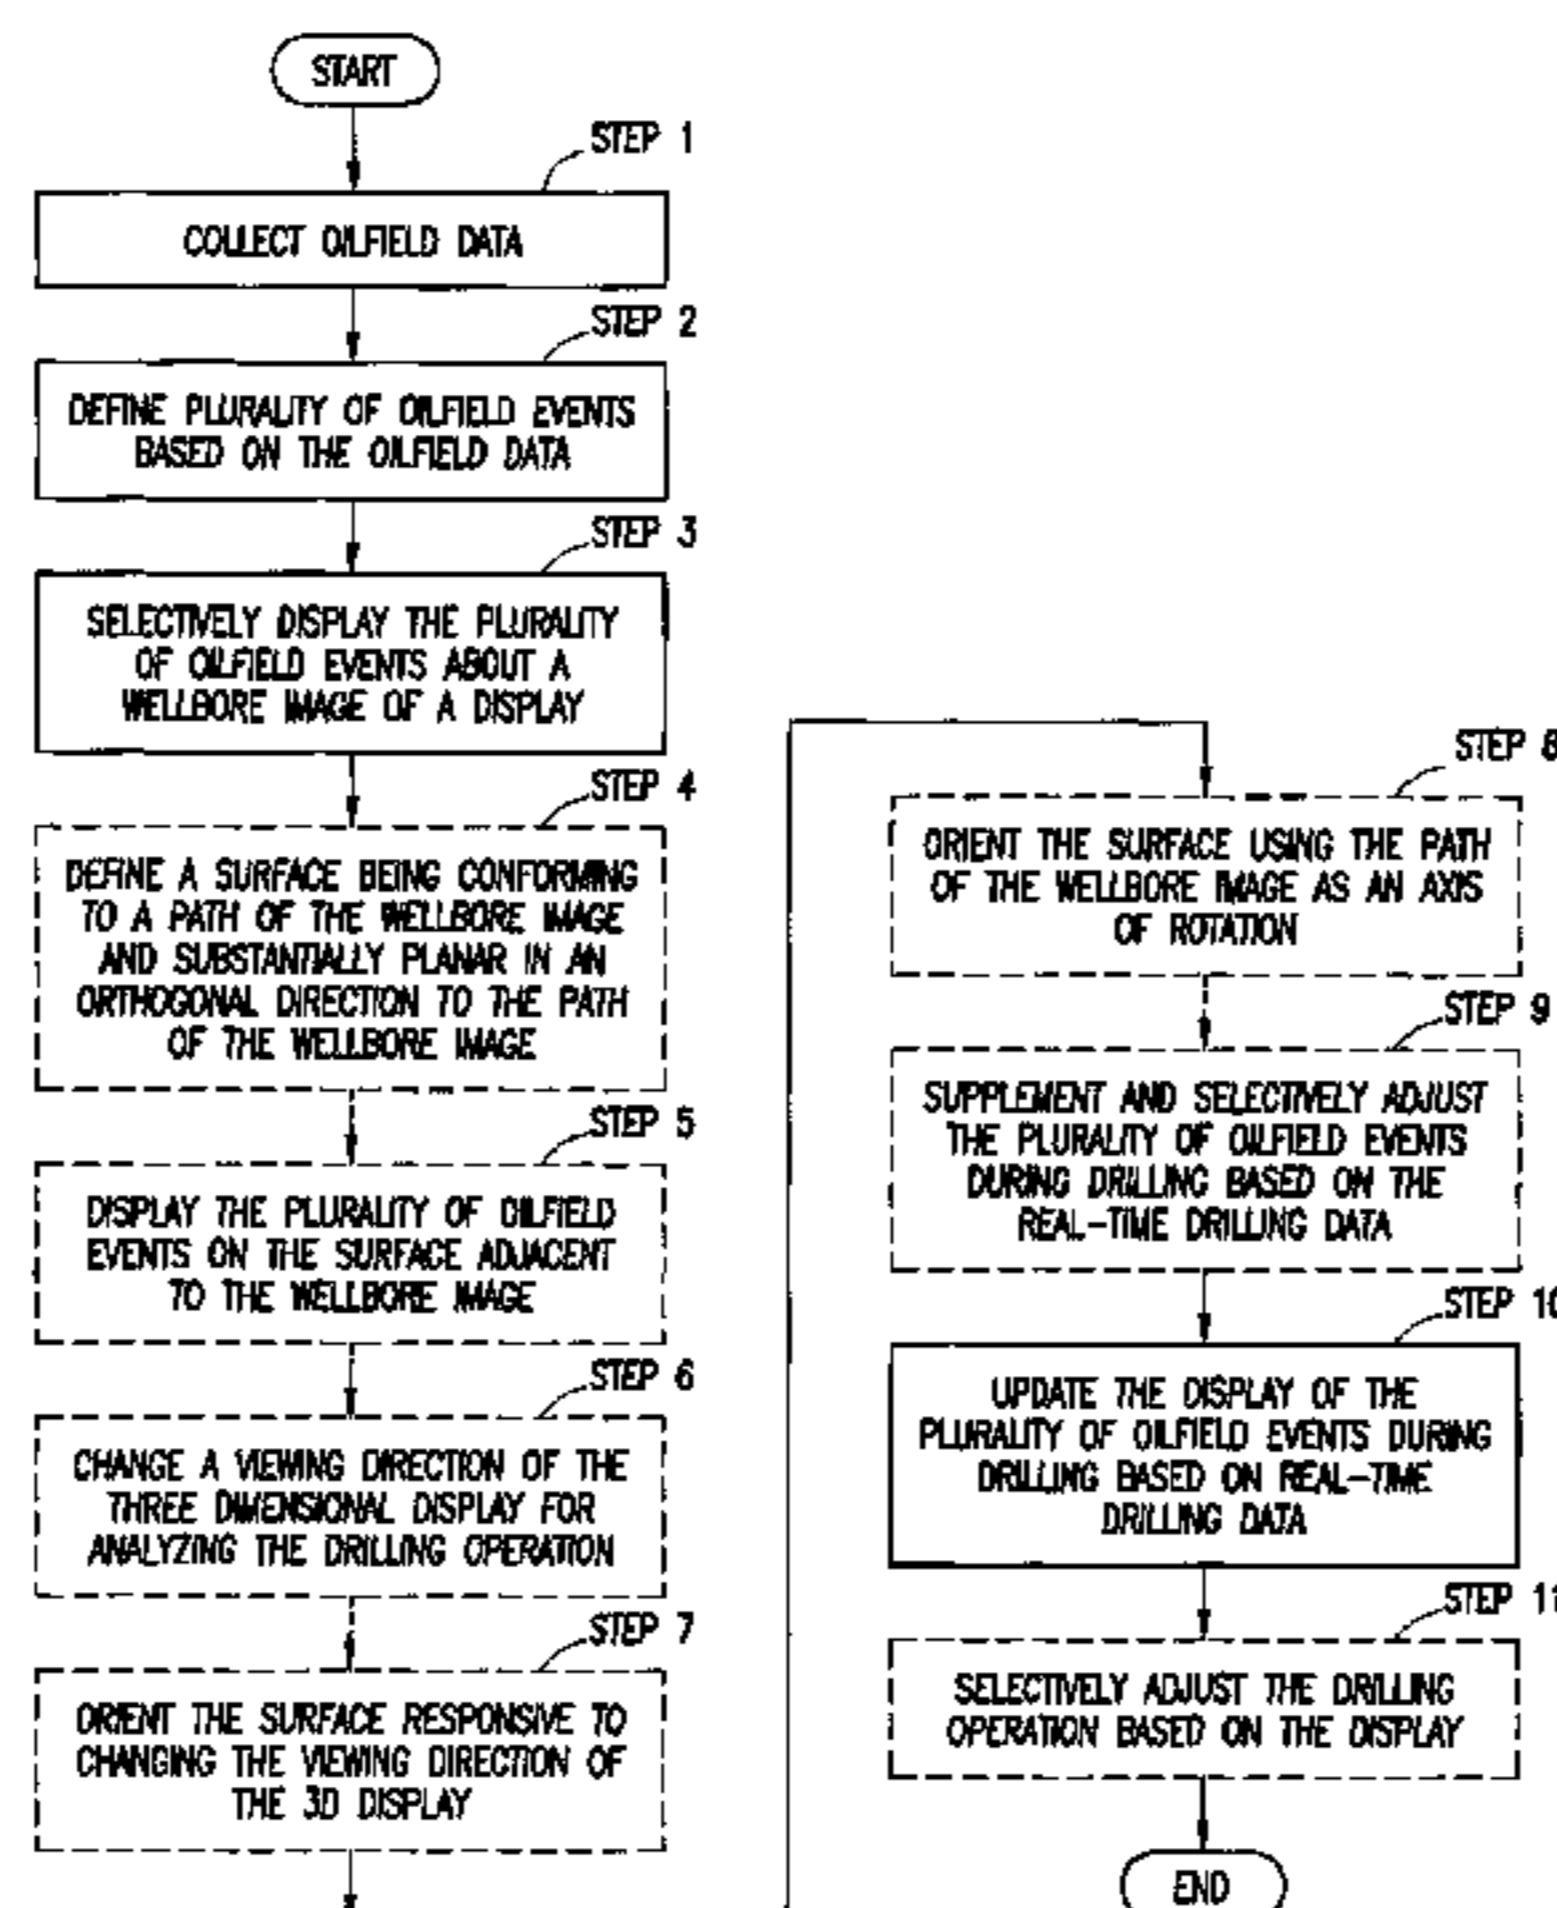 START
STEP 1
COLLECT OILFIELD DATA
STEP 2
DEFINE PLURALITY OF OILFIELD EVENTS
BASED ON THE OILFIELD DATA
STEP 3
SELECTIVELY DISPLAY THE PLURALITY
OF OILFIELD EVENTS ABOUT A
WELLBORE IMAGE OF A DISPLAY
STEP 4
DEFINE A SURFACE BEING CONFORMING
TO A PATH OF THE WELLBORE IMAGE
AND SUBSTANTIALLY PLANAR IN AN
ORTHOGONAL DIRECTION TO THE PATH
OF THE WELLBORE IMAGE
STEP 5
DISPLAY THE PLURALITY OF OILFIELD
EVENTS ON THE SURFACE ADJACENT
TO THE WELLBORE IMAGE
STEP 6
CHANGE A VIEWING DIRECTION OF THE
THREE DIMENSIONAL DISPLAY FOR
ANALYZING THE DRILLING OPERATION
STEP 7
ORIENT THE SURFACE RESPONSIVE TO
CHANGING THE VIEWING DIRECTION OF
THE 3D DISPLAY
STEP 8
ORIENT THE SURFACE USING THE PATH
OF THE WELLBORE IMAGE AS AN AXIS
OF ROTATION
STEP 9
SUPPLEMENT AND SELECTIVELY ADJUST
THE PLURALITY OF OILFIELD EVENTS
DURING DRILLING BASED ON THE
REAL-TIME DRILLING DATA
STEP 10
UPDATE THE DISPLAY OF THE
PLURALITY OF OILFIELD EVENTS DURING
DRILLING BASED ON REAL-TIME
DRILLING DATA
STEP 11
SELECTIVELY ADJUST THE DRILLING
OPERATION BASED ON THE DISPLAY
END